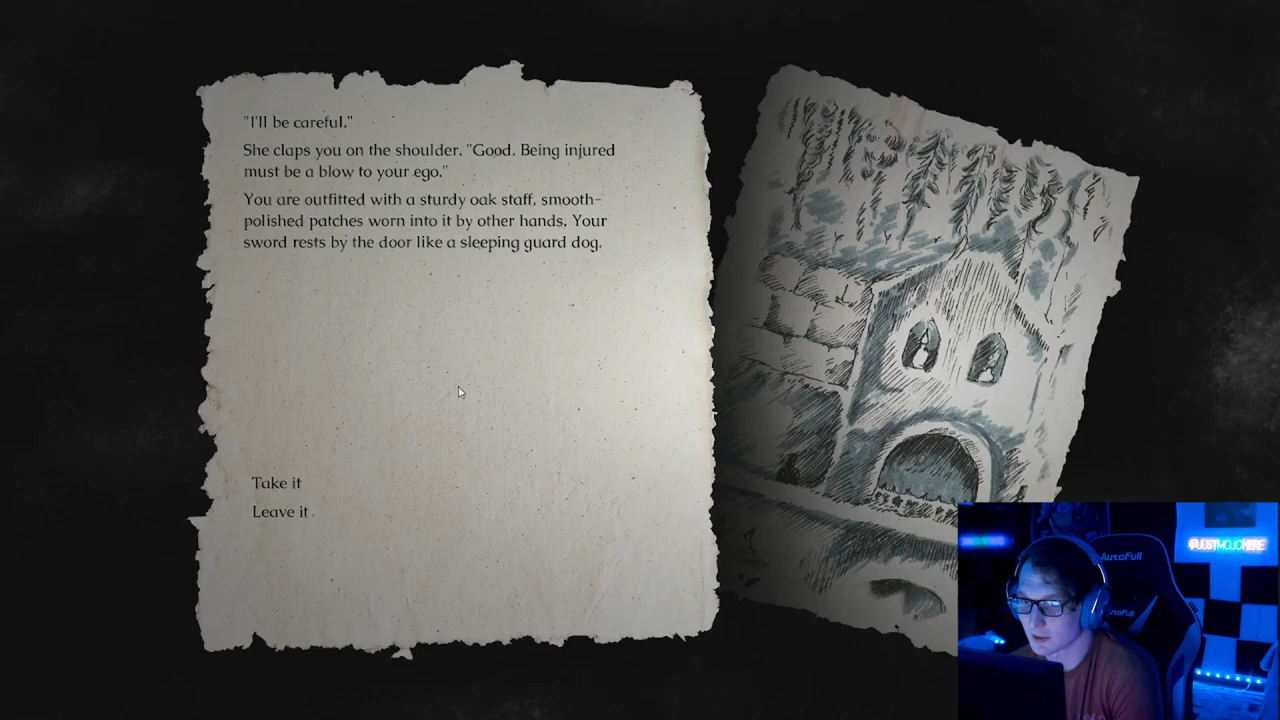 "I'll be careful."
She claps you on the shoulder. "Good. Being injured
must be a blow to your ego."
You are outfitted with a sturdy oak staff, smooth-
polished patches worn into it by other hands. Your
sword rests by the door like a sleeping guard dog.
Take it
Leave it
AutoFull
@JUSTMOJOHERE